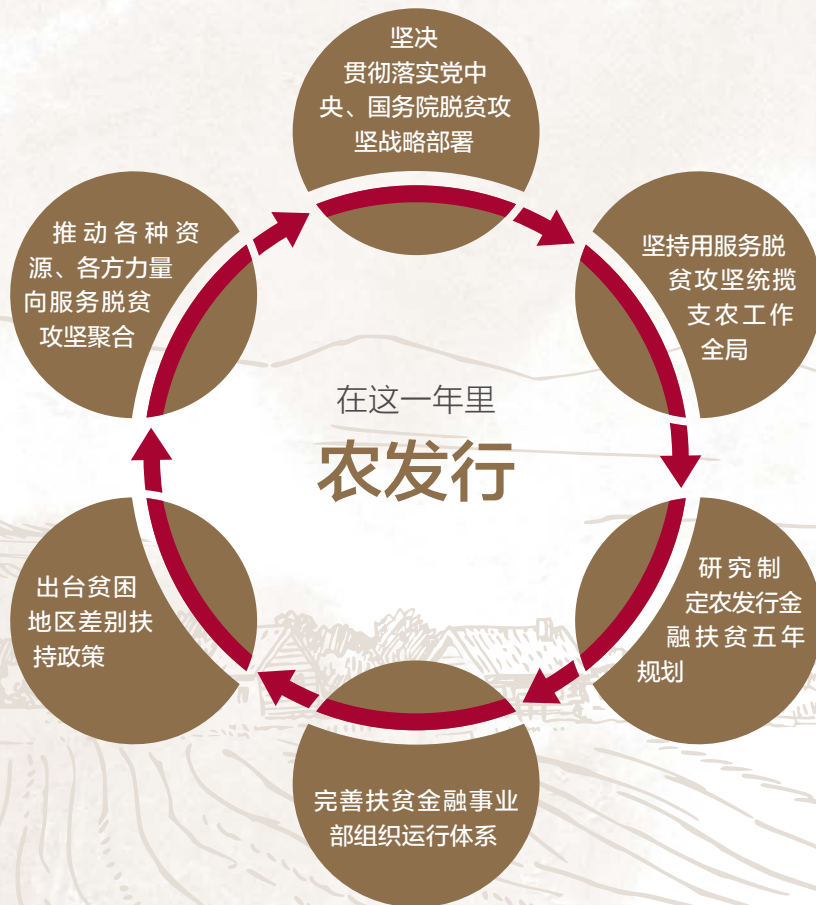 坚决
贯彻落实党中
央、国务院脱贫攻
坚战略部署
坚持用服务脱
贫攻坚统揽
支农工作
全局
研究制
定农发行金
融扶贫五年
规划
完善扶贫金融事业
部组织运行体系
出台贫困
地区差别扶
持政策
推动各种资
源、各方力量
向服务脱贫
攻坚聚合
在这一年里
农发行